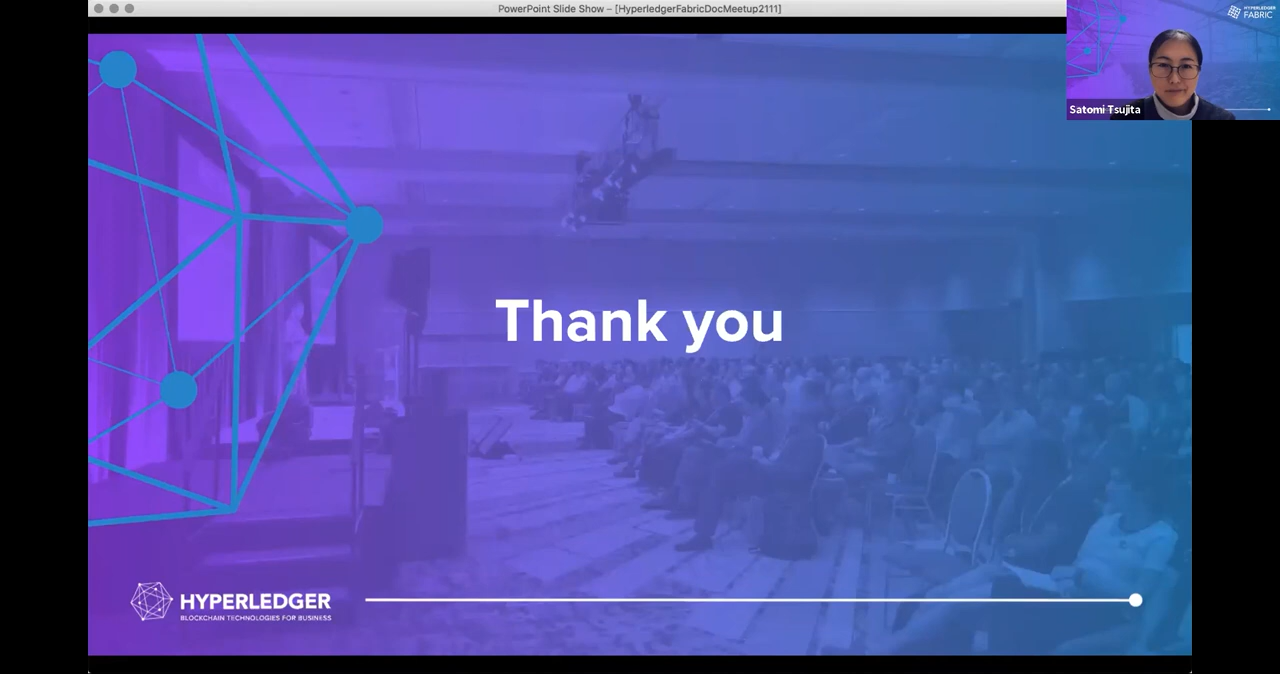 PowerPoint Slide Show – [HyperledgerFabricDocMeetup2111]
HYPERLEDGER
FABRIC
Satomi Tsujita
Thank you
HYPERLEDGER
BLOCKCHAIN TECHNOLOGIES FOR BUSINESS